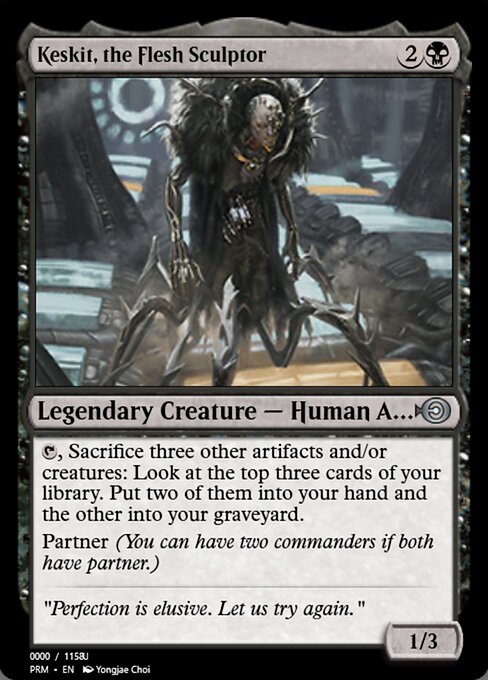 Keskit, the Flesh Sculptor 2
Legendary Creature — Human A...
, Sacrifice three other artifacts and/or
creatures: Look at the top three cards of your
library. Put two of them into your hand and
the other into your graveyard.
Partner (You can have two commanders if both
have partner.)
"Perfection is elusive. Let us try again."
1/3
0000 / 1158U
PRM • EN Yongjae Choi